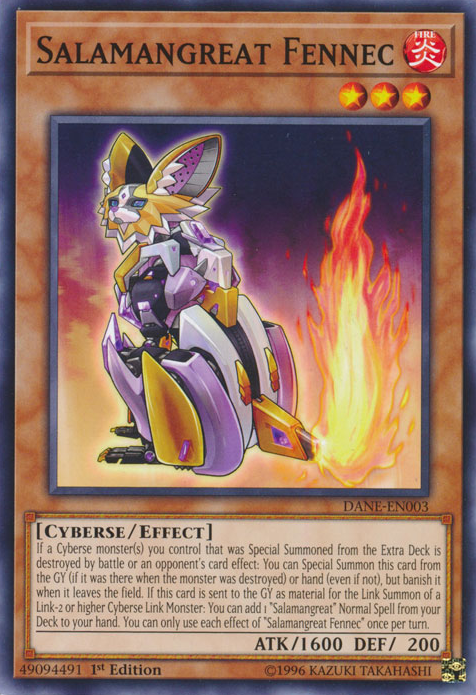 SALAMANGREAT FENNEC
FIRE
炎
DANE-EN003
[CYBERSE/EFFECT]
If a Cyberse monster(s) you control that was Special Summoned from the Extra Deck is
destroyed by battle or an opponent's card effect: You can Special Summon this card from
the GY (if it was there when the monster was destroyed) or hand (even if not), but banish it
when it leaves the field. If this card is sent to the GY as material for the Link Summon of a
Link-2 or higher Cyberse Link Monster: You can add 1 "Salamangreat" Normal Spell from your
Deck to your hand. You can only use each effect of "Salamangreat Fennec" once per turn.
ATK/1600 DEF/ 200
49094491 1st Edition ©1996 KAZUKI TAKAHASHI